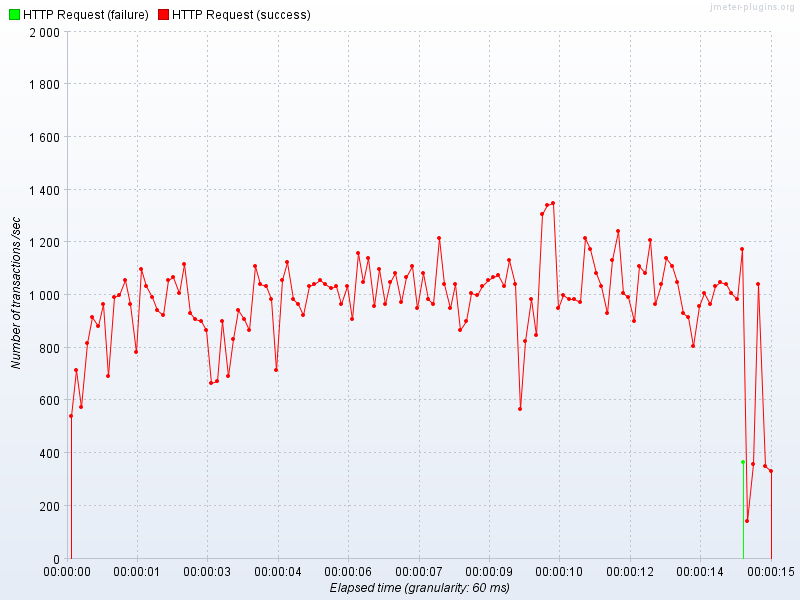 HTTP Request (failure) HTTP Request (success)
jmeter-plugins.org
2 000
1 800
1 600
1 400
1 200
1 000
800
600
400
200
0
Number of transactions /sec
00:00:00 00:00:01 00:00:03 00:00:04 00:00:06 00:00:07 00:00:09 00:00:10 00:00:12 00:00:14 00:00:15
Elapsed time (granularity: 60 ms)